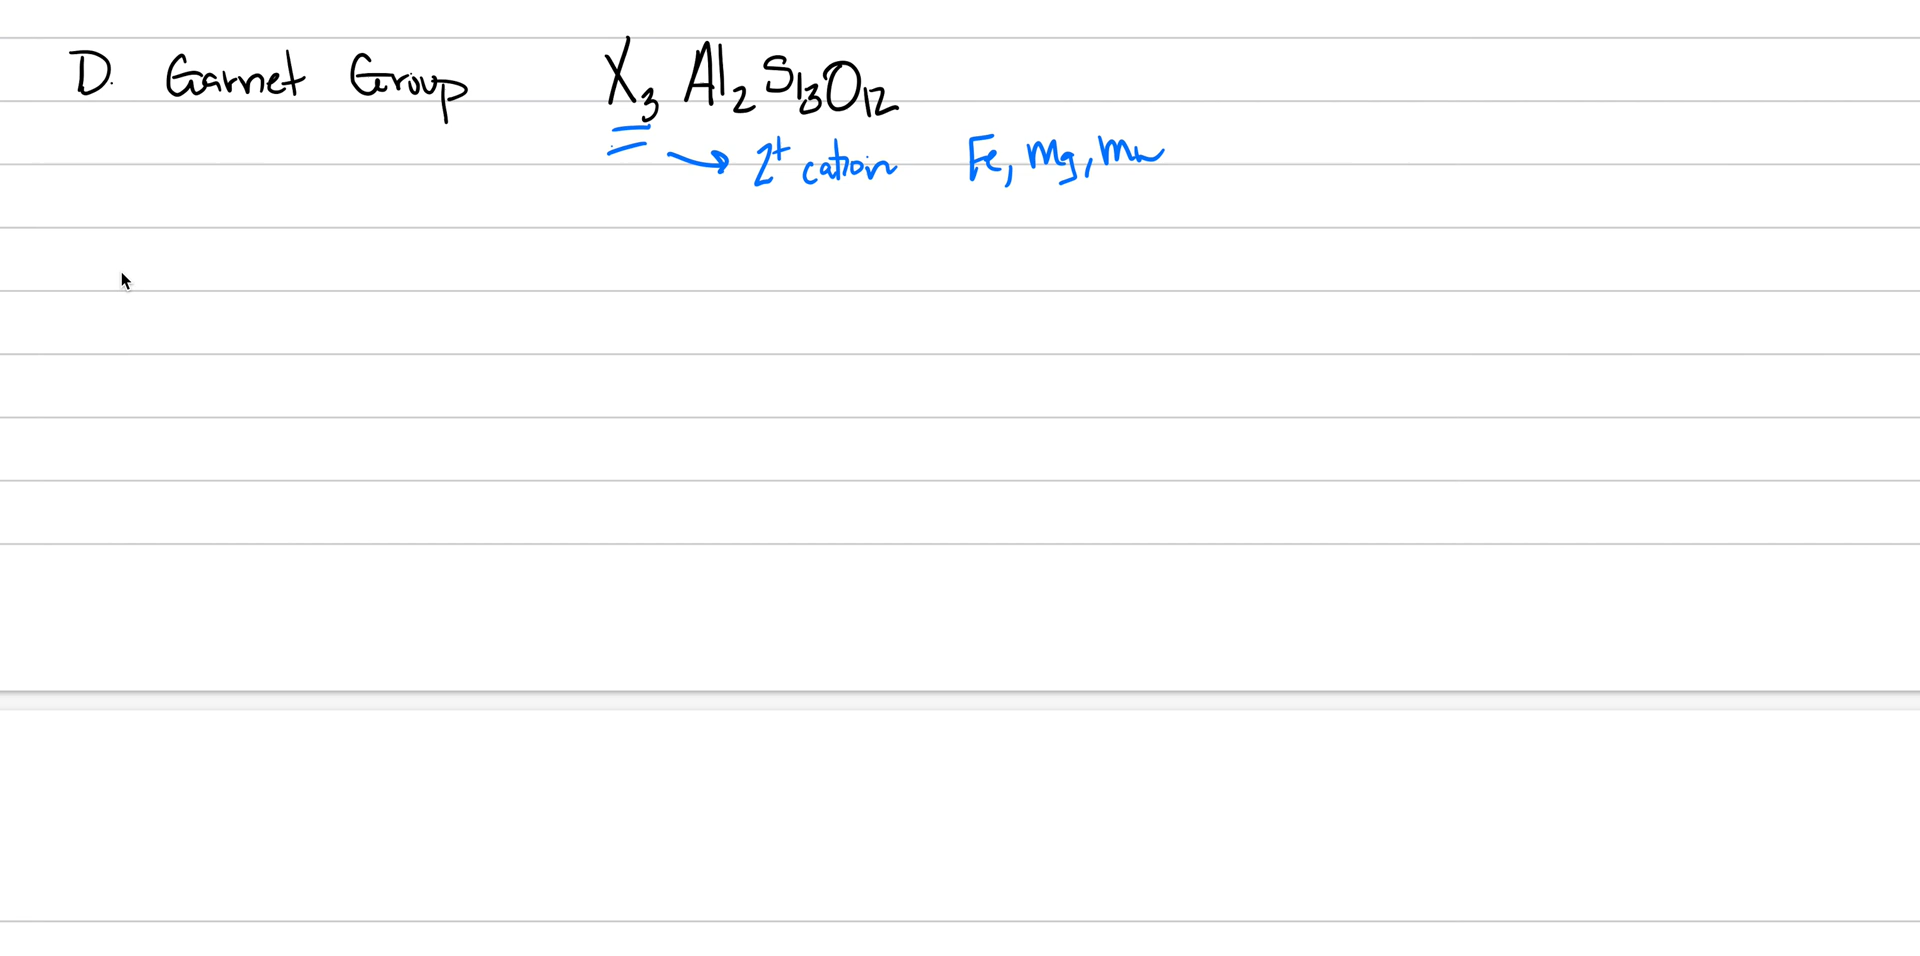 D. Garnet Group X₃ Al₂ Si₃O₁₂
→ 2⁺ cation Fe, Mg, Mn